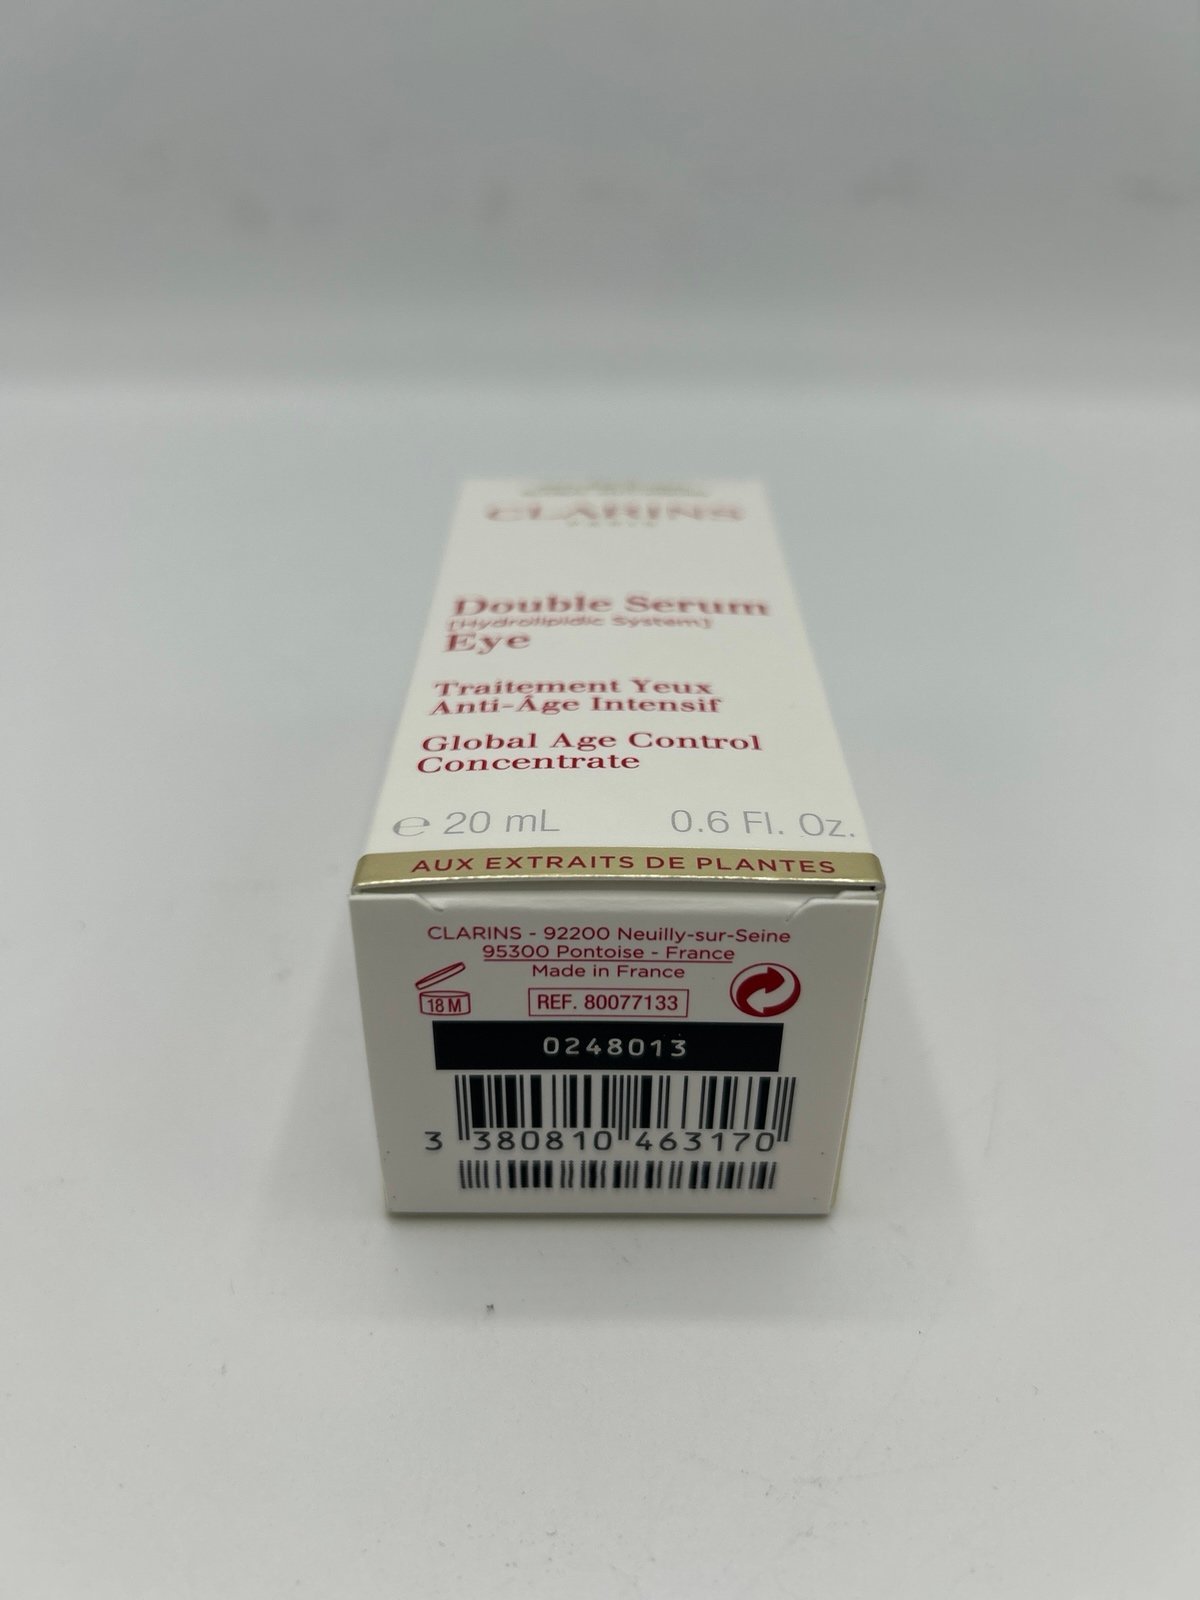 CLARINS
PARIS
Double Serum
[Hydrolipidic System]
Eye
Traitement Yeux
Anti-Âge Intensif
Global Age Control
Concentrate
℮ 20 mL 0.6 Fl. Oz.
AUX EXTRAITS DE PLANTES
CLARINS - 92200 Neuilly-sur-Seine
95300 Pontoise - France
Made in France
18 M
REF. 80077133
0248013
3 380810 463170